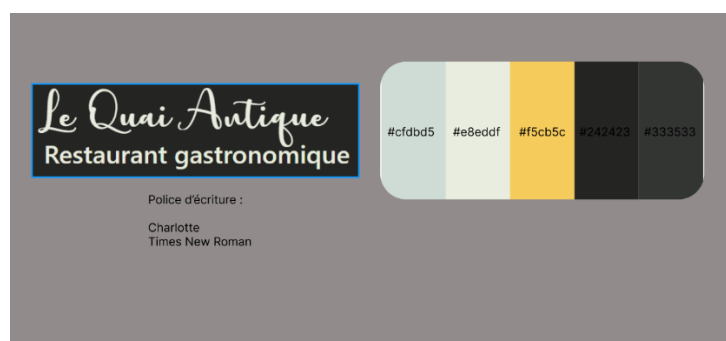 Le Quai Antique
Restaurant gastronomique
#cfdbd5 #e8eddf #f5cb5c #242423 #333533
Police d'écriture :
Charlotte
Times New Roman